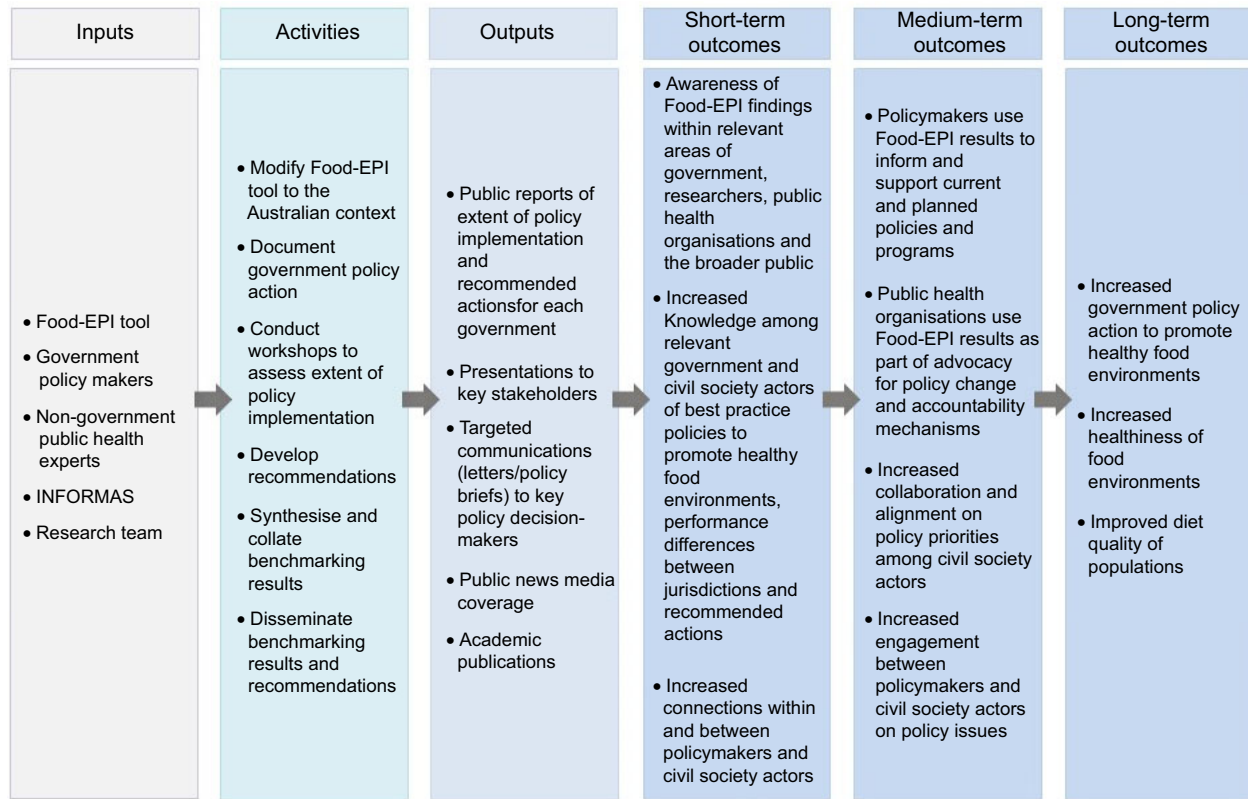 Inputs
• Food-EPI tool
• Government
policy makers
• Non-government
public health
experts
• INFORMAS
• Research team
Activities
• Modify Food-EPI
tool to the
Australian context
• Document
government policy
action
• Conduct
workshops to
assess extent of
policy
implementation
• Develop
recommendations
• Synthesise and
collate
benchmarking
results
• Disseminate
benchmarking
results and
recommendations
Outputs
• Public reports of
extent of policy
implementation
and
recommended
actionsfor each
government
• Presentations to
key stakeholders
• Targeted
communications
(letters/policy
briefs) to key
policy decision-
makers
• Public news media
coverage
• Academic
publications
Short-term
outcomes
• Awareness of
Food-EPI findings
within relevant
areas of
government,
researchers, public
health
organisations and
the broader public
• Increased
Knowledge among
relevant
government and
civil society actors
of best practice
policies to
promote healthy
food
environments,
performance
differences
between
jurisdictions and
recommended
actions
• Increased
connections within
and between
policymakers and
civil society actors
Medium-term
outcomes
• Policymakers use
Food-EPI results to
inform and
support current
and planned
policies and
programs
• Public health
organisations use
Food-EPI results as
part of advocacy
for policy change
and accountability
mechanisms
• Increased
collaboration and
alignment on
policy priorities
among civil society
actors
• Increased
engagement
between
policymakers and
civil society actors
on policy issues
Long-term
outcomes
• Increased
government policy
action to promote
healthy food
environments
• Increased
healthiness of
food
environments
• Improved diet
quality of
populations